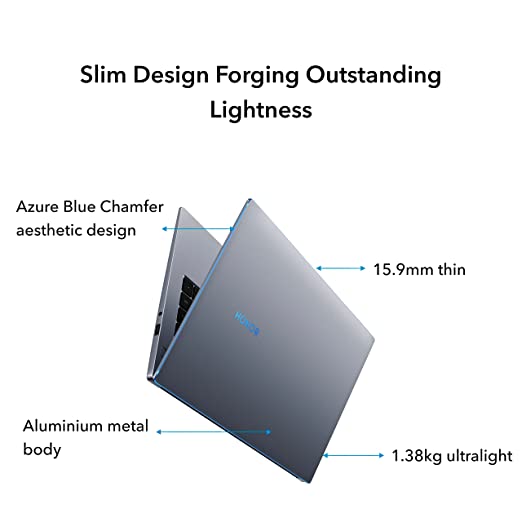 Slim Design Forging Outstanding
Lightness
Azure Blue Chamfer
aesthetic design
15.9mm thin
HONOR
Aluminium metal
body
1.38kg ultralight